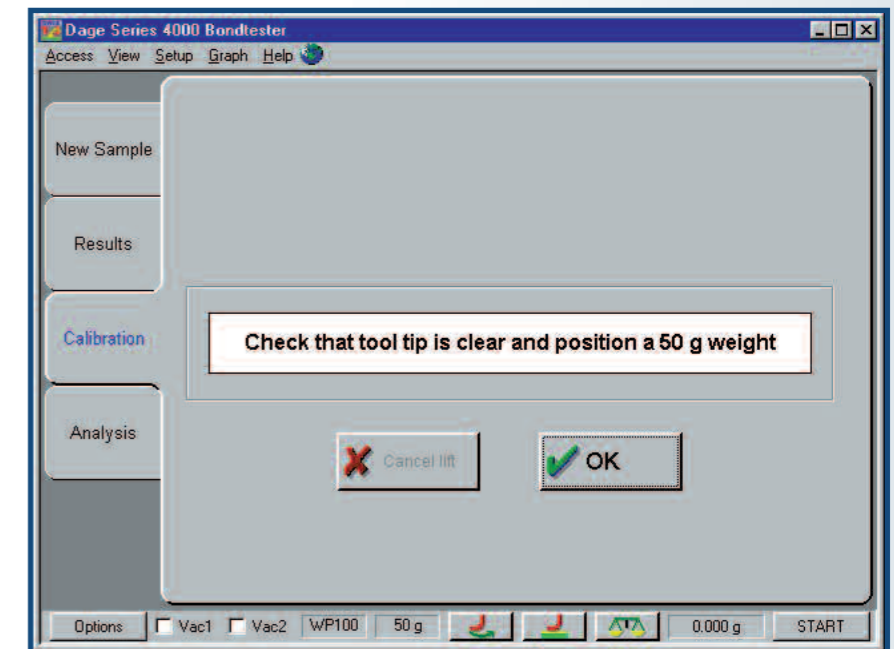 Dage Series 4000 Bondtester
Access View Setup Graph Help
New Sample
Results
Calibration
Analysis
Check that tool tip is clear and position a 50 g weight
Cancel lift
OK
Options Vac1 Vac2 WP100 50 g 0.000 g START